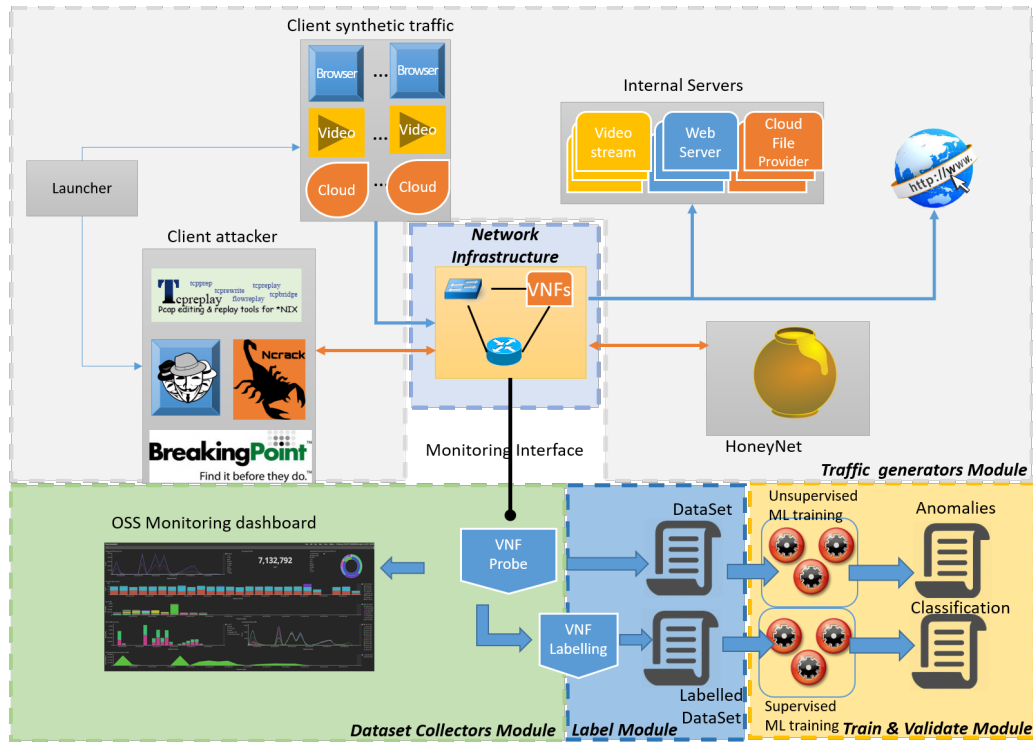 Client synthetic traffic
Browser
...
Browser
Video
...
Video
Cloud
...
Cloud
Launcher
Internal Servers
Video
stream
Web
Server
Cloud
File
Provider
http://www.
Client attacker
Tcpreplay
tcpprep
tcprewrite
tcpreplay
flowreplay
tcpbridge
Pcap editing & replay tools for *NIX
Ncrack
BreakingPoint™
Find it before they do.™
Network
Infrastructure
VNFs
HoneyNet
Monitoring Interface
Traffic generators Module
OSS Monitoring dashboard
7,132,792
VNF
Probe
VNF
Labelling
Dataset Collectors Module
DataSet
Labelled
DataSet
Label Module
Unsupervised
ML training
Anomalies
Classification
Supervised
ML training
Train & Validate Module